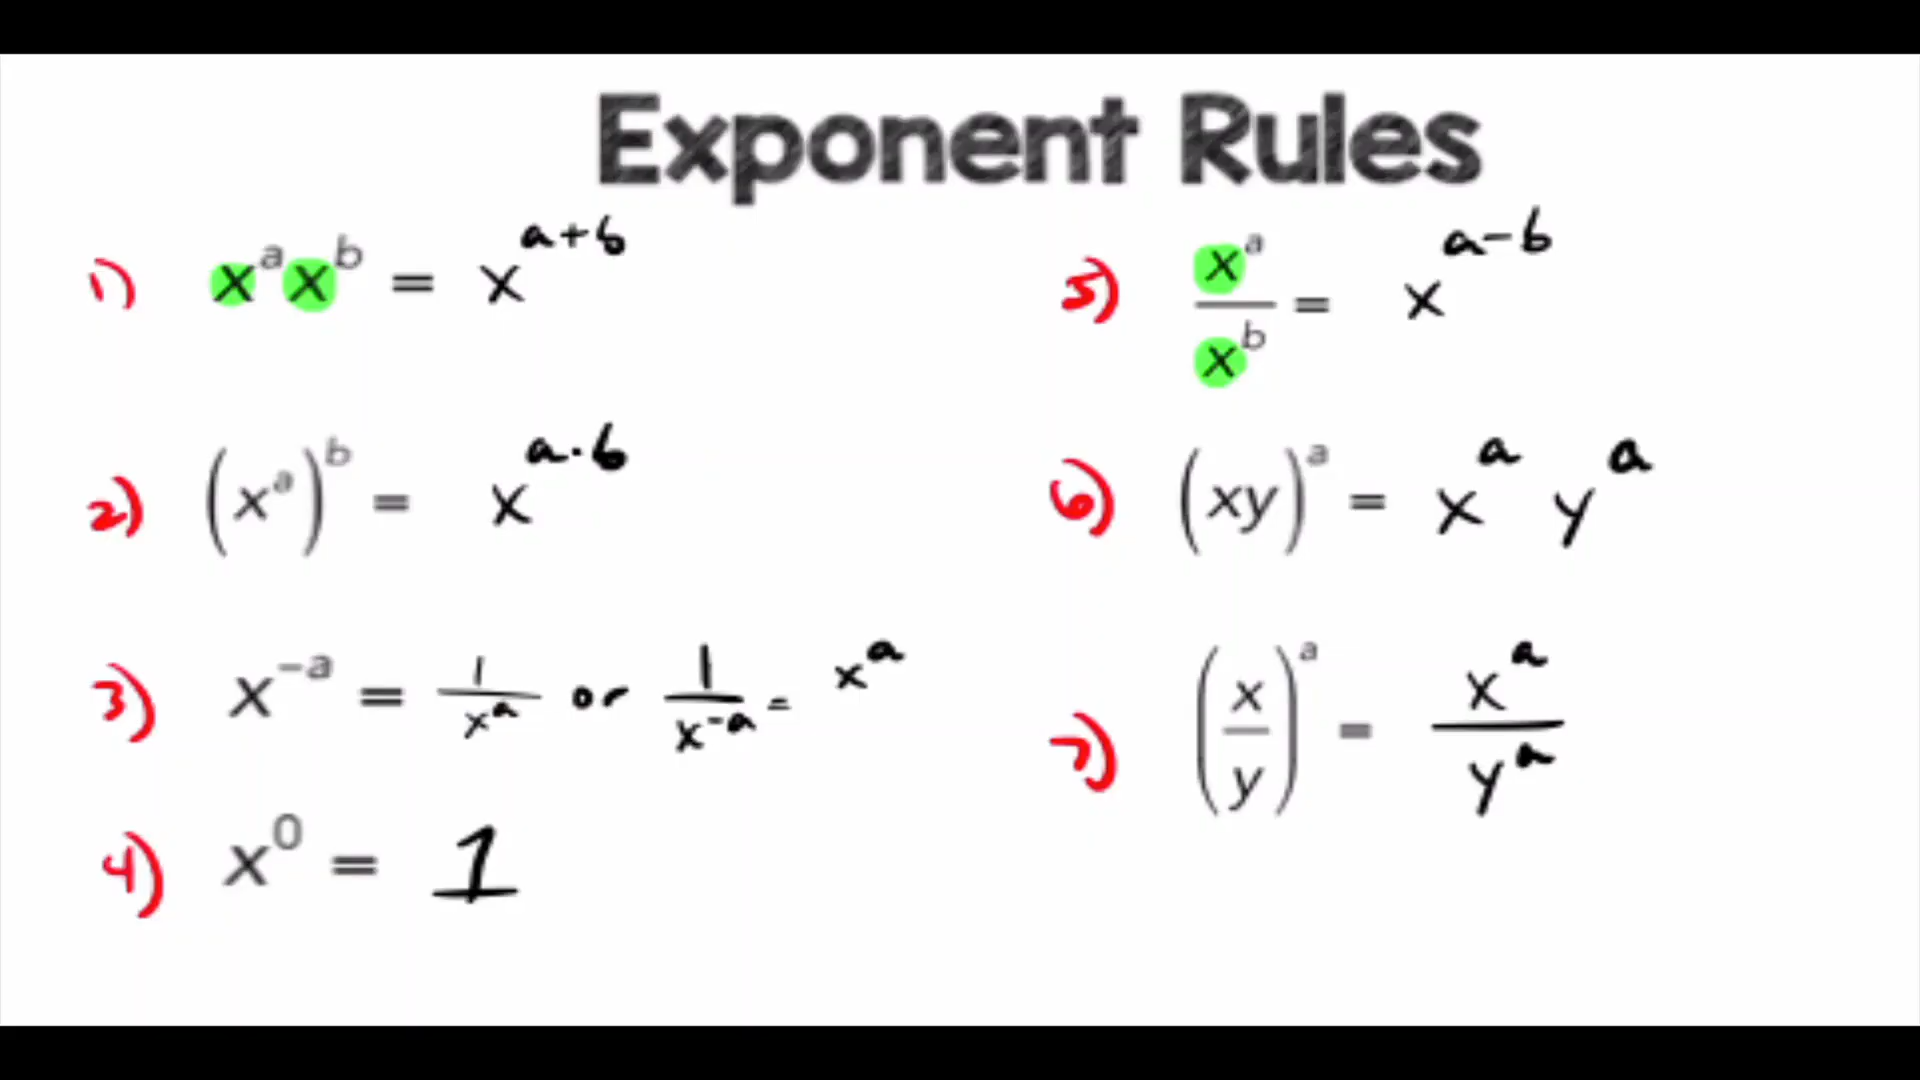 Exponent Rules
1) xᵃxᵇ = xᵃ⁺ᵇ
2) (xᵃ)ᵇ = xᵃ·ᵇ
3) x⁻ᵃ = 1/xᵃ or 1/x⁻ᵃ = xᵃ
4) x⁰ = 1
5) xᵃ/xᵇ = xᵃ⁻ᵇ
6) (xy)ᵃ = xᵃ yᵃ
7) (x/y)ᵃ = xᵃ/yᵃ